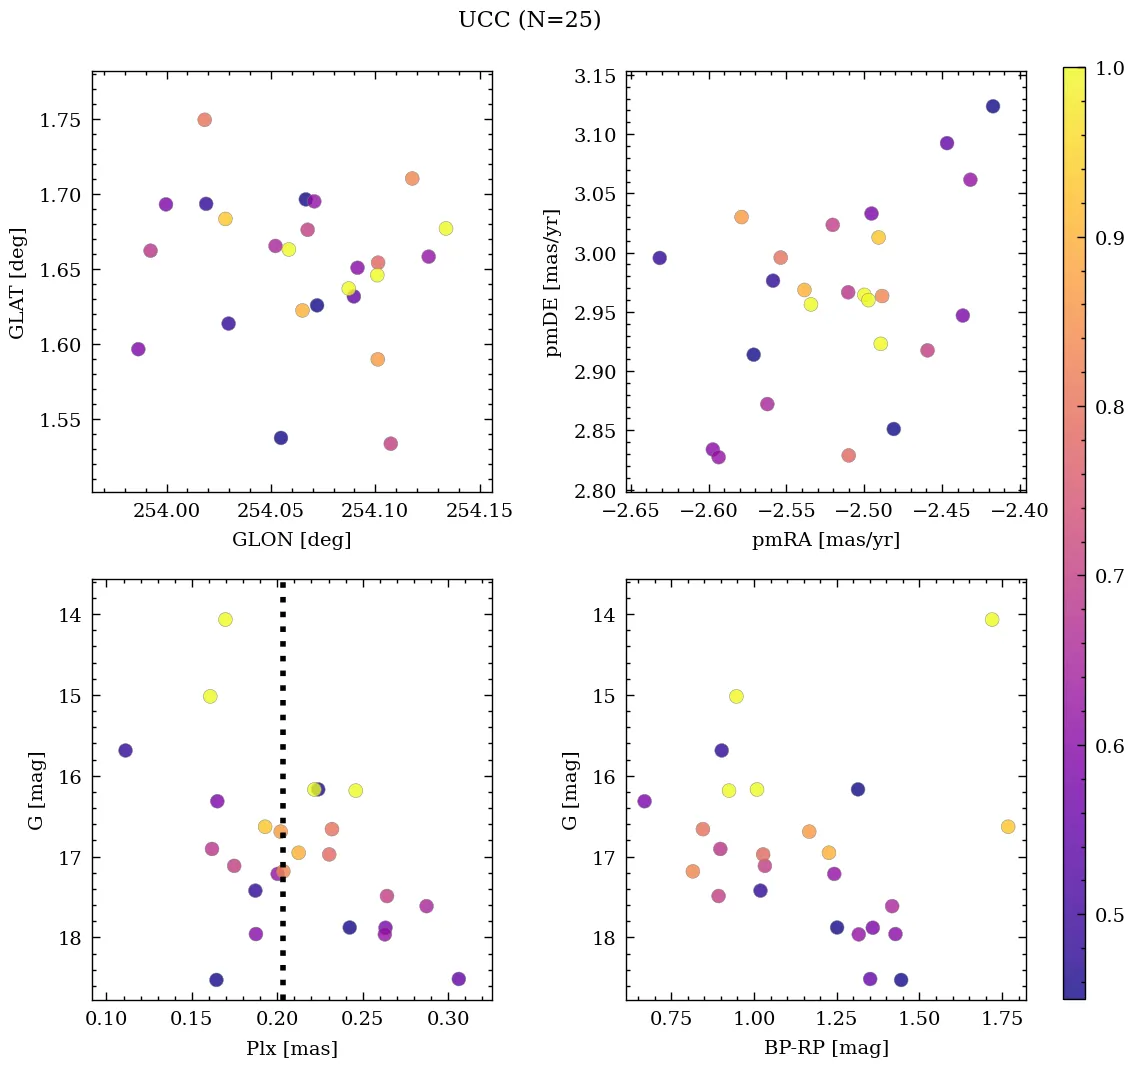 UCC (N=25)
1.75
1.70
1.65
1.60
1.55
GLAT [deg]
254.00 254.05 254.10 254.15
GLON [deg]
3.15
3.10
3.05
3.00
2.95
2.90
2.85
2.80
pmDE [mas/yr]
−2.65 −2.60 −2.55 −2.50 −2.45 −2.40
pmRA [mas/yr]
14
15
16
17
18
G [mag]
0.10 0.15 0.20 0.25 0.30
Plx [mas]
14
15
16
17
18
G [mag]
0.75 1.00 1.25 1.50 1.75
BP-RP [mag]
1.0
0.9
0.8
0.7
0.6
0.5